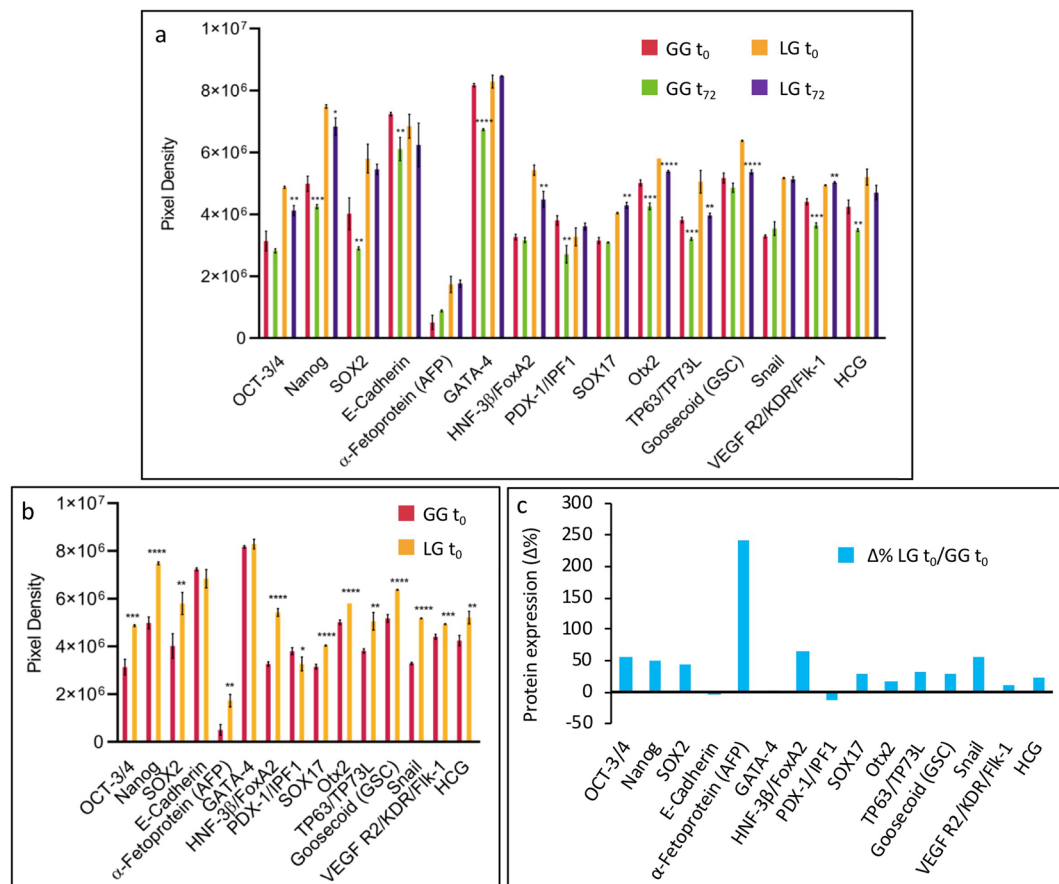 a
GG t₀
LG t₀
GG t₇₂
LG t₇₂
Pixel Density
1×10⁷
8×10⁶
6×10⁶
4×10⁶
2×10⁶
0
** *** * ** ** **** ** ** ** *** **** *** ** **** *** ** **
OCT-3/4
Nanog
SOX2
E-Cadherin
α-Fetoprotein (AFP)
GATA-4
HNF-3β/FoxA2
PDX-1/IPF1
SOX17
Otx2
TP63/TP73L
Goosecoid (GSC)
Snail
VEGF R2/KDR/Flk-1
HCG
b
GG t₀
LG t₀
Pixel Density
1×10⁷
8×10⁶
6×10⁶
4×10⁶
2×10⁶
0
*** **** ** ** **** * **** **** ** **** **** *** **
OCT-3/4
Nanog
SOX2
E-Cadherin
α-Fetoprotein (AFP)
GATA-4
HNF-3β/FoxA2
PDX-1/IPF1
SOX17
Otx2
TP63/TP73L
Goosecoid (GSC)
Snail
VEGF R2/KDR/Flk-1
HCG
c
Δ% LG t₀/GG t₀
Protein expression (Δ%)
300
250
200
150
100
50
0
-50
OCT-3/4
Nanog
SOX2
E-Cadherin
α-Fetoprotein (AFP)
GATA-4
HNF-3β/FoxA2
PDX-1/IPF1
SOX17
Otx2
TP63/TP73L
Goosecoid (GSC)
Snail
VEGF R2/KDR/Flk-1
HCG